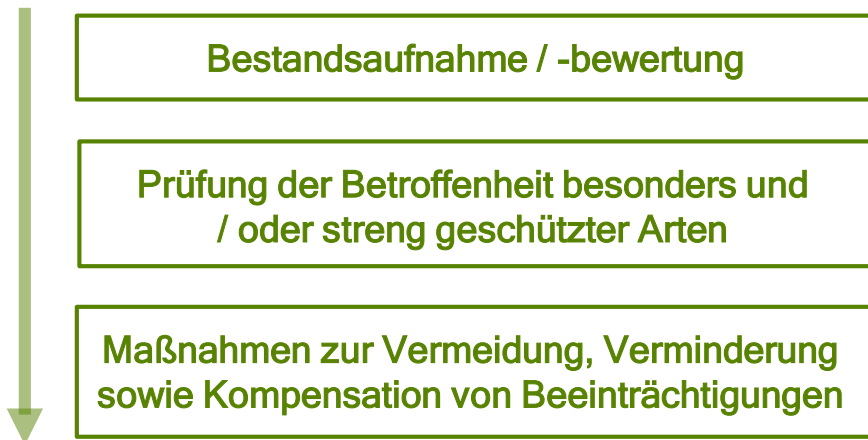 Bestandsaufnahme / -bewertung
Prüfung der Betroffenheit besonders und
/ oder streng geschützter Arten
Maßnahmen zur Vermeidung, Verminderung
sowie Kompensation von Beeinträchtigungen